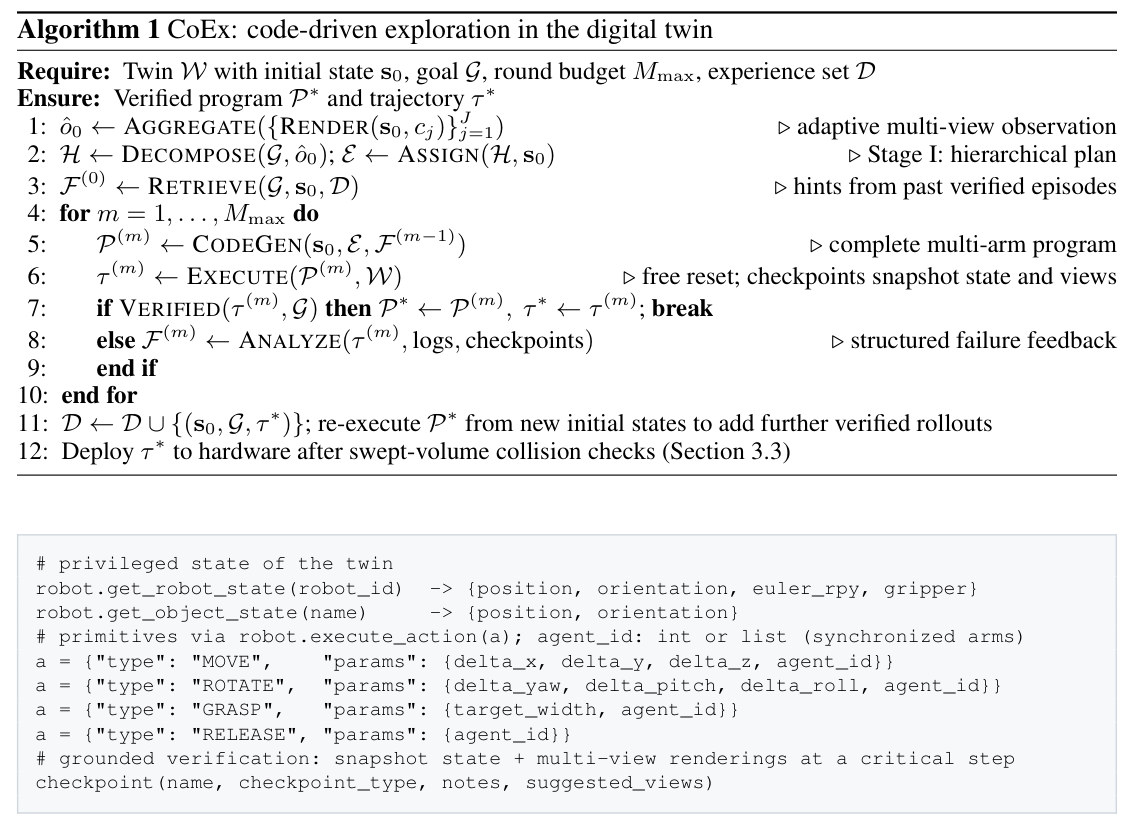 Algorithm 1 CoEx: code-driven exploration in the digital twin
Require: Twin 𝒲 with initial state s₀, goal 𝒢, round budget M_max, experience set 𝒟
Ensure: Verified program 𝒫* and trajectory τ*
1: ô₀ ← AGGREGATE({RENDER(s₀, c_j)}_{j=1}^J) ▷ adaptive multi-view observation
2: ℋ ← DECOMPOSE(𝒢, ô₀); ℰ ← ASSIGN(ℋ, s₀) ▷ Stage I: hierarchical plan
3: ℱ^(0) ← RETRIEVE(𝒢, s₀, 𝒟) ▷ hints from past verified episodes
4: for m = 1, . . . , M_max do
5: 𝒫^(m) ← CODEGEN(s₀, ℰ, ℱ^(m−1)) ▷ complete multi-arm program
6: τ^(m) ← EXECUTE(𝒫^(m), 𝒲) ▷ free reset; checkpoints snapshot state and views
7: if VERIFIED(τ^(m), 𝒢) then 𝒫* ← 𝒫^(m), τ* ← τ^(m); break
8: else ℱ^(m) ← ANALYZE(τ^(m), logs, checkpoints) ▷ structured failure feedback
9: end if
10: end for
11: 𝒟 ← 𝒟 ∪ {(s₀, 𝒢, τ*)}; re-execute 𝒫* from new initial states to add further verified rollouts
12: Deploy τ* to hardware after swept-volume collision checks (Section 3.3)
# privileged state of the twin
robot.get_robot_state(robot_id)  -> {position, orientation, euler_rpy, gripper}
robot.get_object_state(name)     -> {position, orientation}
# primitives via robot.execute_action(a); agent_id: int or list (synchronized arms)
a = {"type": "MOVE",    "params": {delta_x, delta_y, delta_z, agent_id}}
a = {"type": "ROTATE",  "params": {delta_yaw, delta_pitch, delta_roll, agent_id}}
a = {"type": "GRASP",   "params": {target_width, agent_id}}
a = {"type": "RELEASE", "params": {agent_id}}
# grounded verification: snapshot state + multi-view renderings at a critical step
checkpoint(name, checkpoint_type, notes, suggested_views)